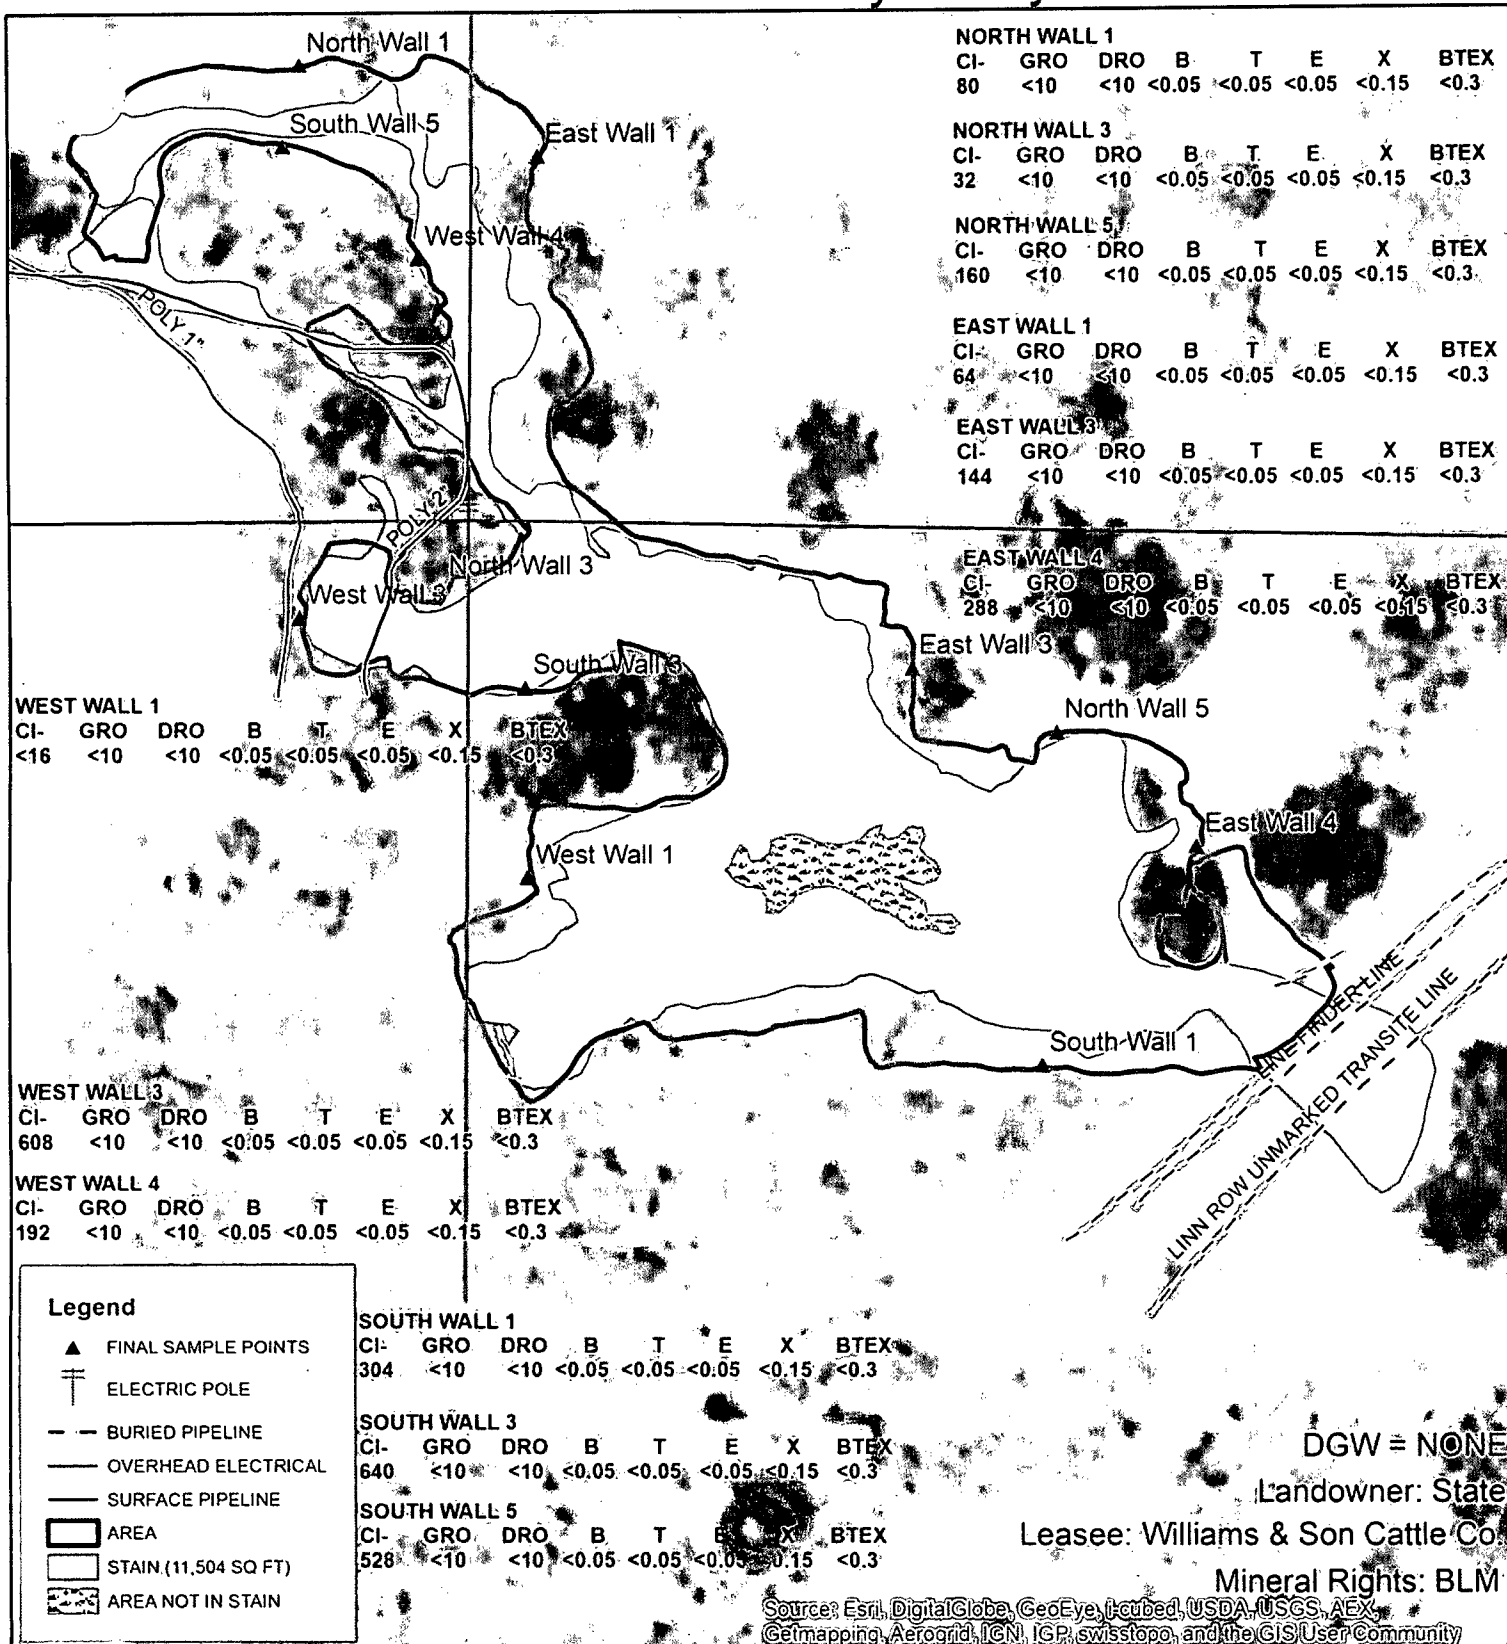 North Wall 1
South Wall 5
East Wall 1
West Wall 4
POLY 1"
POLY 2"
North Wall 3
West Wall 3
South Wall 3
East Wall 3
North Wall 5
East Wall 4
West Wall 1
South Wall 1
LINE FINDER LINE
LINN ROW UNMARKED TRANSITE LINE
NORTH WALL 1
Cl- GRO DRO B T E X BTEX
80 <10 <10 <0.05 <0.05 <0.05 <0.15 <0.3
NORTH WALL 3
Cl- GRO DRO B T E X BTEX
32 <10 <10 <0.05 <0.05 <0.05 <0.15 <0.3
NORTH WALL 5
Cl- GRO DRO B T E X BTEX
160 <10 <10 <0.05 <0.05 <0.05 <0.15 <0.3
EAST WALL 1
Cl- GRO DRO B T E X BTEX
64 <10 <10 <0.05 <0.05 <0.05 <0.15 <0.3
EAST WALL 3
Cl- GRO DRO B T E X BTEX
144 <10 <10 <0.05 <0.05 <0.05 <0.15 <0.3
EAST WALL 4
Cl- GRO DRO B T E X BTEX
288 <10 <10 <0.05 <0.05 <0.05 <0.15 <0.3
WEST WALL 1
Cl- GRO DRO B T E X BTEX
<16 <10 <10 <0.05 <0.05 <0.05 <0.15 <0.3
WEST WALL 3
Cl- GRO DRO B T E X BTEX
608 <10 <10 <0.05 <0.05 <0.05 <0.15 <0.3
WEST WALL 4
Cl- GRO DRO B T E X BTEX
192 <10 <10 <0.05 <0.05 <0.05 <0.15 <0.3
SOUTH WALL 1
Cl- GRO DRO B T E X BTEX
304 <10 <10 <0.05 <0.05 <0.05 <0.15 <0.3
SOUTH WALL 3
Cl- GRO DRO B T E X BTEX
640 <10 <10 <0.05 <0.05 <0.05 <0.15 <0.3
SOUTH WALL 5
Cl- GRO DRO B T E X BTEX
528 <10 <10 <0.05 <0.05 <0.05 <0.15 <0.3
Legend
FINAL SAMPLE POINTS
ELECTRIC POLE
BURIED PIPELINE
OVERHEAD ELECTRICAL
SURFACE PIPELINE
AREA
STAIN (11,504 SQ FT)
AREA NOT IN STAIN
DGW = NONE
Landowner: State
Leasee: Williams & Son Cattle Co.
Mineral Rights: BLM
Source: Esri, DigitalGlobe, GeoEye, i-cubed, USDA, USGS, AEX,
Getmapping, Aerogrid, IGN, IGP, swisstopo, and the GIS User Community